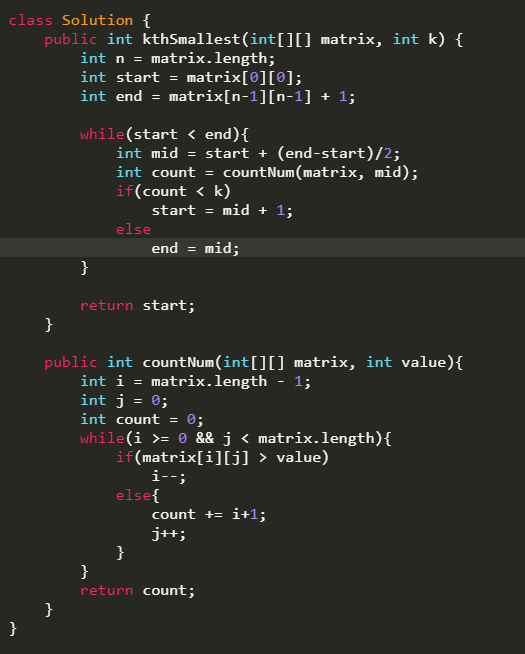 class Solution {
    public int kthSmallest(int[][] matrix, int k) {
        int n = matrix.length;
        int start = matrix[0][0];
        int end = matrix[n-1][n-1] + 1;

        while(start < end){
            int mid = start + (end-start)/2;
            int count = countNum(matrix, mid);
            if(count < k)
                start = mid + 1;
            else
                end = mid;
        }

        return start;
    }

    public int countNum(int[][] matrix, int value){
        int i = matrix.length - 1;
        int j = 0;
        int count = 0;
        while(i >= 0 && j < matrix.length){
            if(matrix[i][j] > value)
                i--;
            else{
                count += i+1;
                j++;
            }
        }
        return count;
    }
}